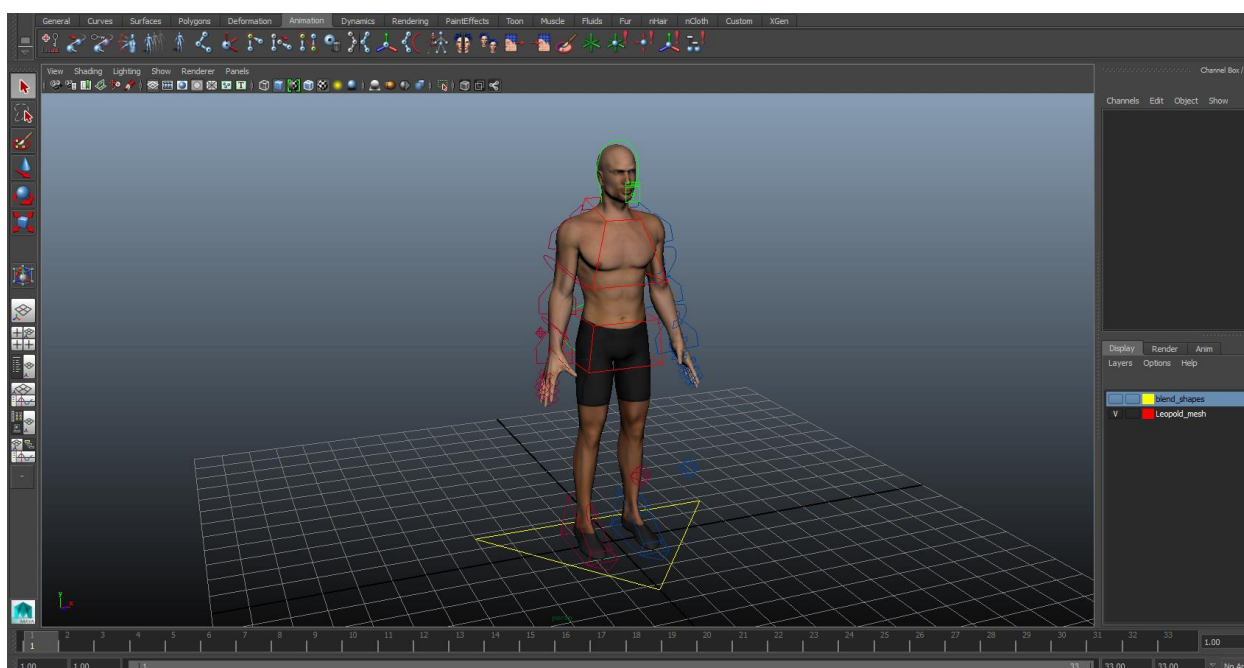 General Curves Surfaces Polygons Deformation Animation Dynamics Rendering PaintEffects Toon Muscle Fluids Fur nHair nCloth Custom XGen
View Shading Lighting Show Renderer Panels
Channel Box /
Channels Edit Object Show
Display Render Anim
Layers Options Help
blend_shapes
V Leopold_mesh
persp
y
x
1 2 3 4 5 6 7 8 9 10 11 12 13 14 15 16 17 18 19 20 21 22 23 24 25 26 27 28 29 30 31 32 33
1 1.00
1.00 1.00 1 33 33.00 33.00 No A